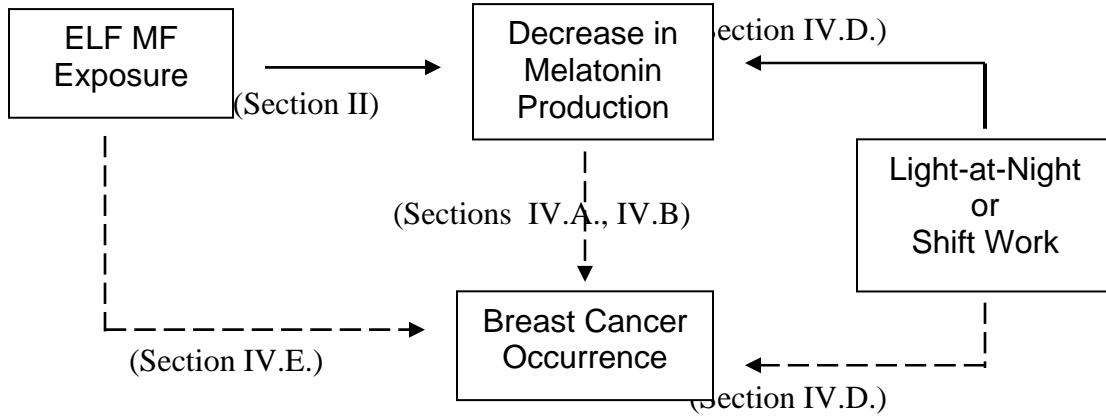 ELF MF
Exposure
(Section II)
Decrease in
Melatonin
Production
(Section IV.D.)
Light-at-Night
or
Shift Work
(Sections IV.A., IV.B)
Breast Cancer
Occurrence
(Section IV.E.)
(Section IV.D.)